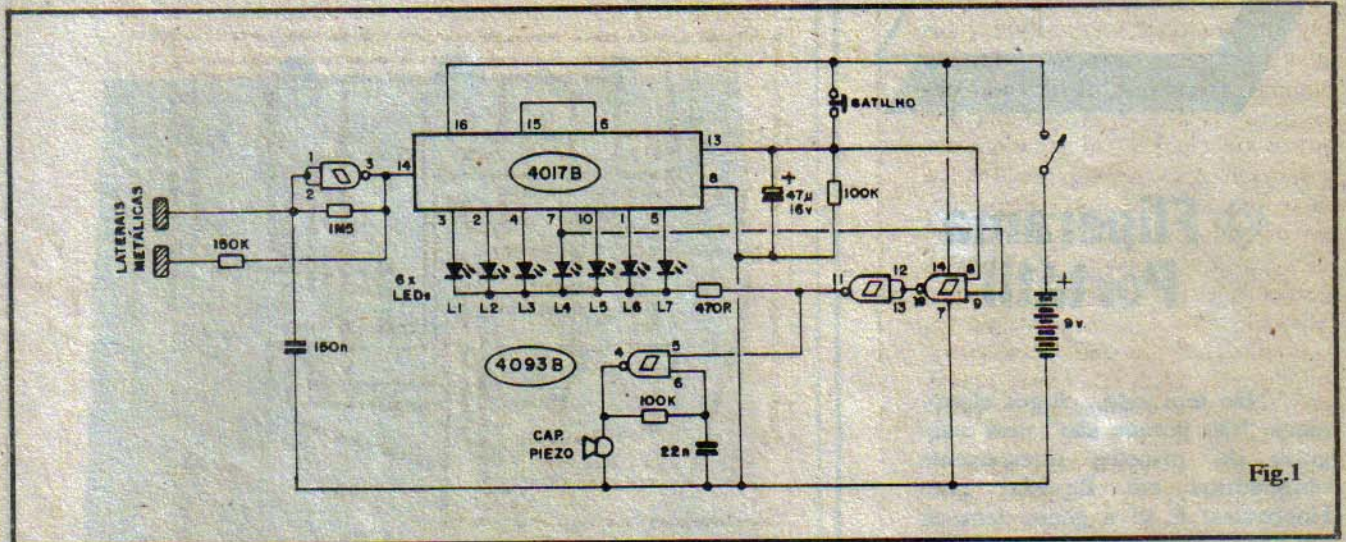 16
15
6
GATILHO
13
1
2
3
14
4017B
8
47µ
16v
100K
LATERAIS
METÁLICAS
1M5
150K
3
2
4
7
10
1
5
6x
LEDs
L1
L2
L3
L4
L5
L6
L7
470R
11
12
13
14
8
10
9
7
9v.
150n
4093B
4
5
6
100K
CAP.
PIEZO
22n
Fig.1